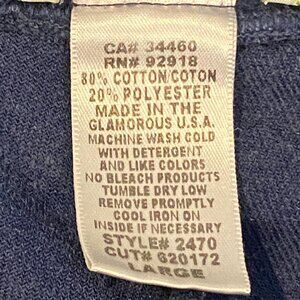 CA# 34460
RN# 92918
80% COTTON/COTON
20% POLYESTER
MADE IN THE
GLAMOROUS U.S.A.
MACHINE WASH COLD
WITH DETERGENT
AND LIKE COLORS
NO BLEACH PRODUCTS
TUMBLE DRY LOW
REMOVE PROMPTLY
COOL IRON ON
INSIDE IF NECESSARY
STYLE# 2470
CUT# 620172
LARGE